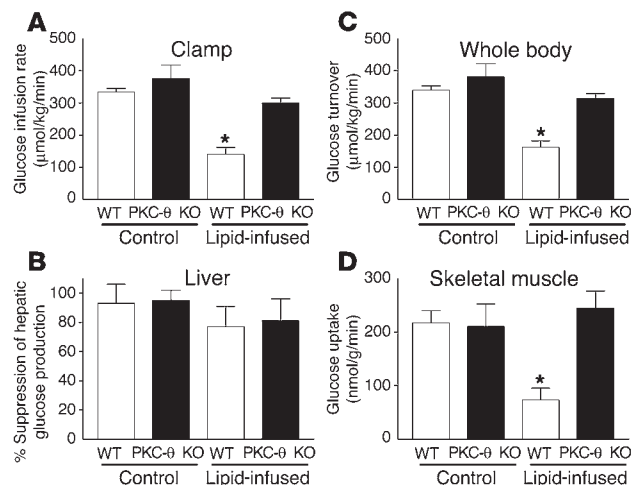 A
Clamp
Glucose infusion rate
(μmol/kg/min)
500
400
300
200
100
0
*
WT PKC-θ KO WT PKC-θ KO
Control Lipid-infused
C
Whole body
Glucose turnover
(μmol/kg/min)
500
400
300
200
100
0
*
WT PKC-θ KO WT PKC-θ KO
Control Lipid-infused
B
Liver
% Suppression of hepatic
glucose production
100
80
60
40
20
0
WT PKC-θ KO WT PKC-θ KO
Control Lipid-infused
D
Skeletal muscle
Glucose uptake
(nmol/g/min)
300
200
100
0
*
WT PKC-θ KO WT PKC-θ KO
Control Lipid-infused